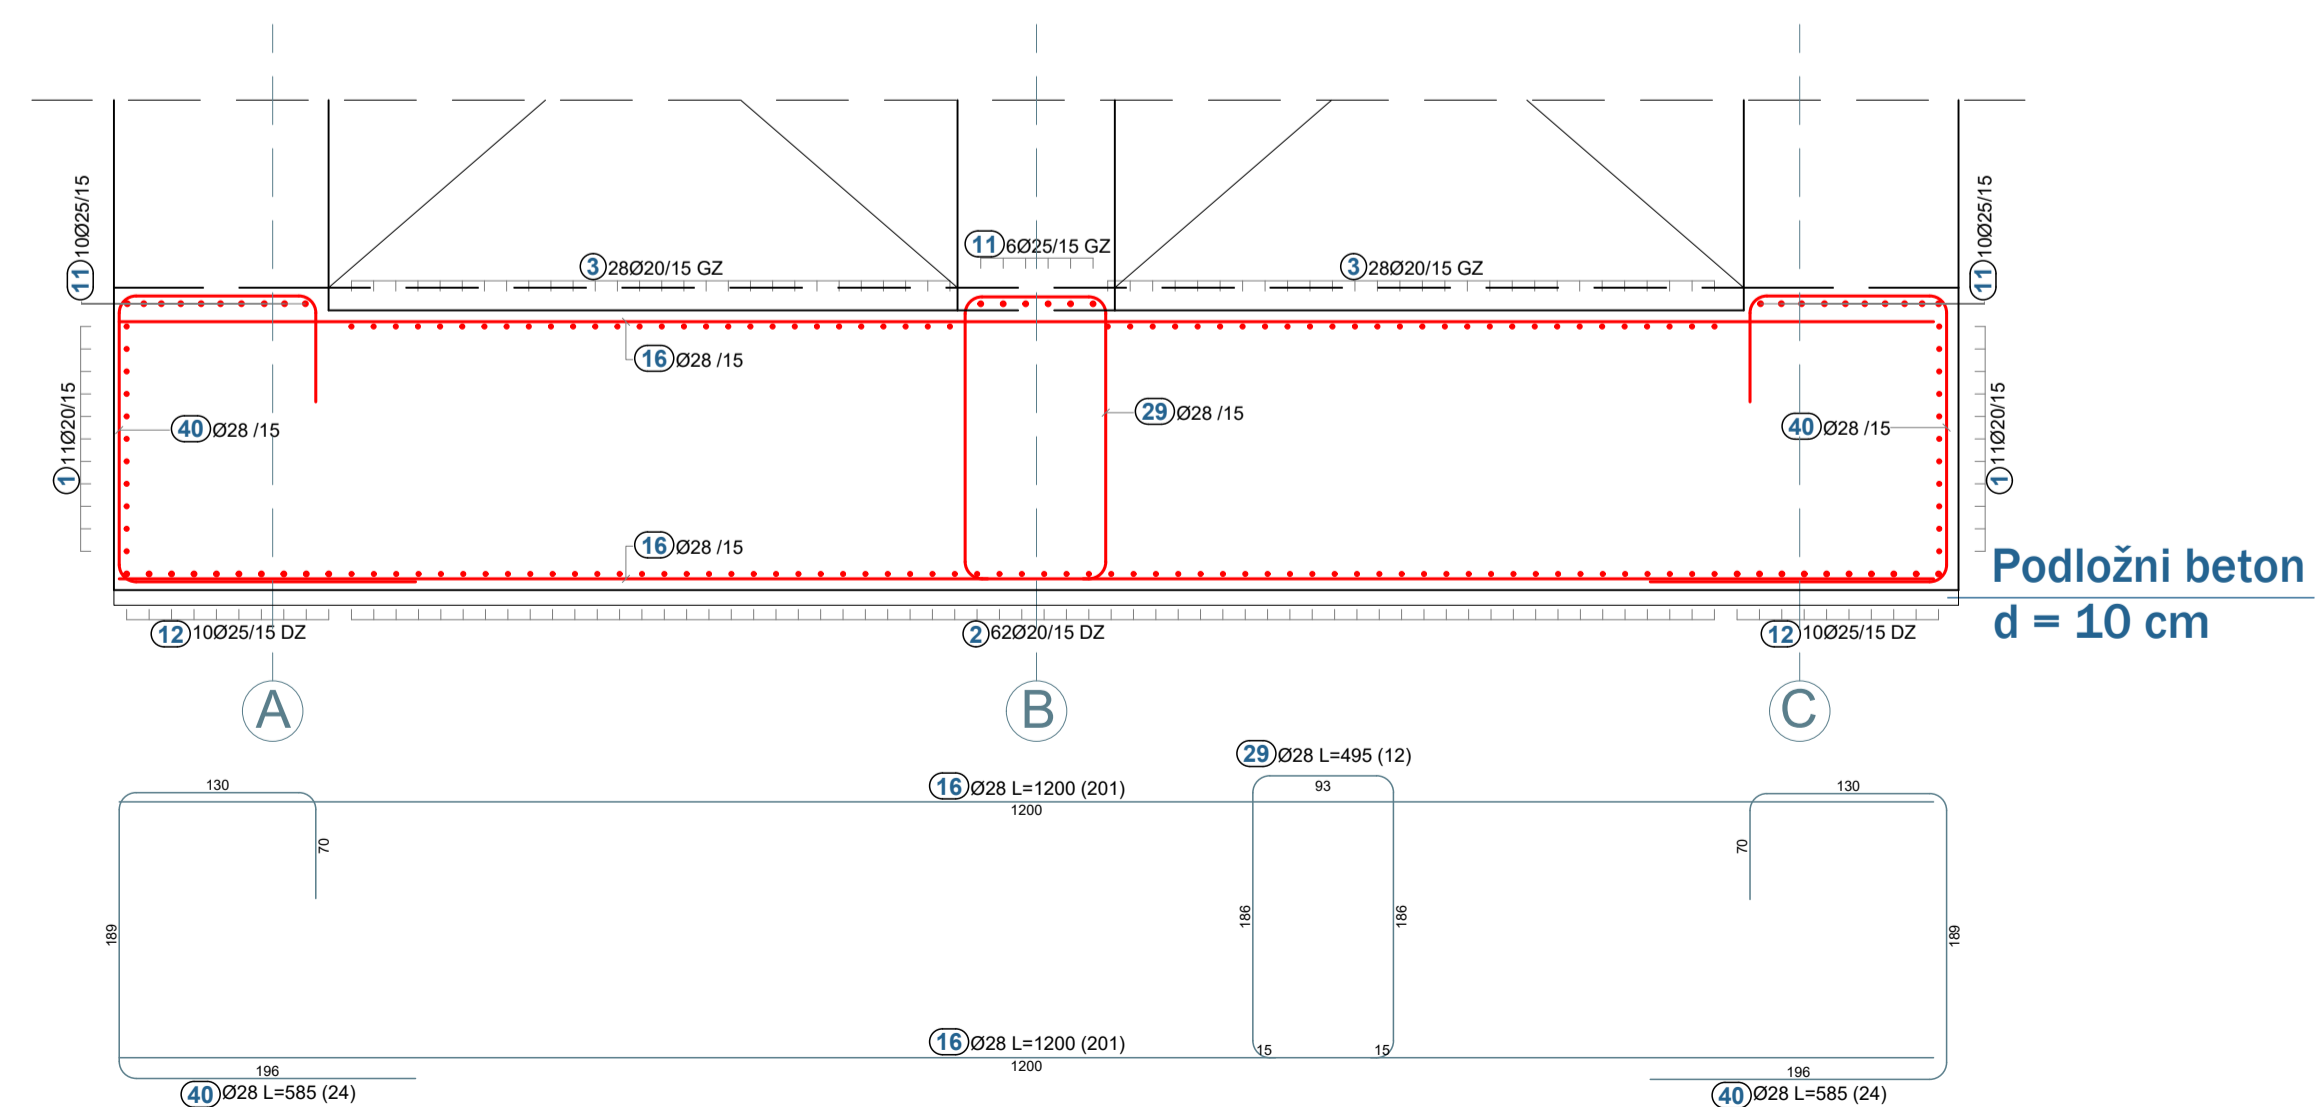 11 10Ø25/15
11 10Ø25/15
11 6Ø25/15 GZ
3 28Ø20/15 GZ
3 28Ø20/15 GZ
16 Ø28 /15
1 11Ø20/15
40 Ø28 /15
29 Ø28 /15
40 Ø28 /15
1 11Ø20/15
16 Ø28 /15
Podložni beton
d = 10 cm
12 10Ø25/15 DZ
2 62Ø20/15 DZ
12 10Ø25/15 DZ
A
B
C
29 Ø28 L=495 (12)
130
16 Ø28 L=1200 (201)
93
130
1200
70
70
189
186
186
189
16 Ø28 L=1200 (201)
15
15
1200
196
196
40 Ø28 L=585 (24)
40 Ø28 L=585 (24)